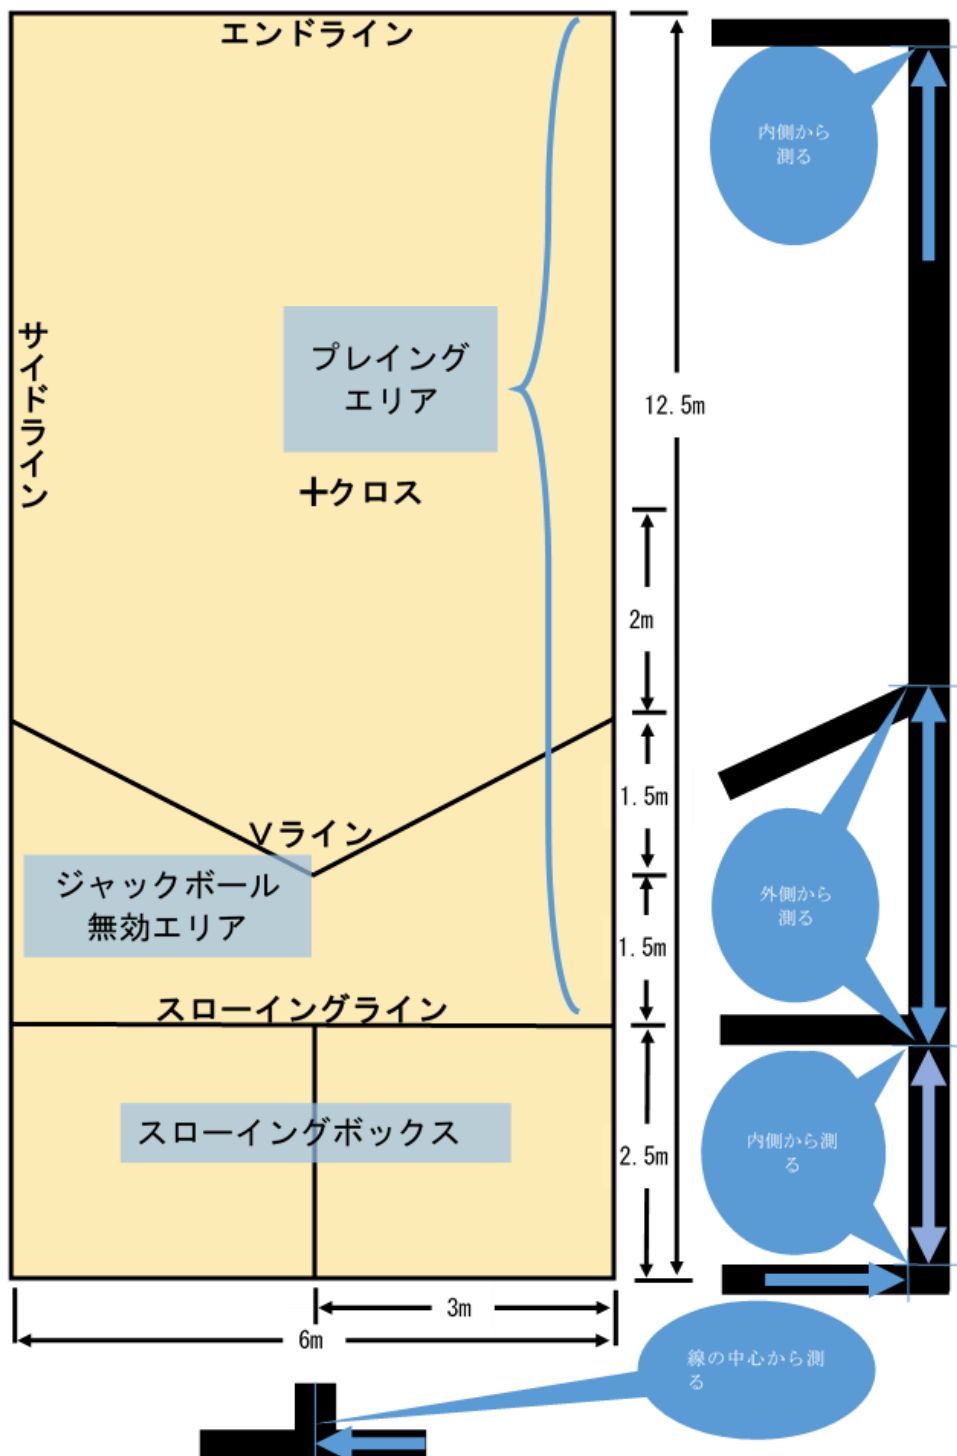 エンドライン
内側から
測る
サイドライン
プレイング
エリア
12.5m
＋クロス
2m
1.5m
Vライン
ジャックボール
無効エリア
外側から
測る
1.5m
スローイングライン
スローイングボックス
内側から測
る
2.5m
3m
6m
線の中心から測
る